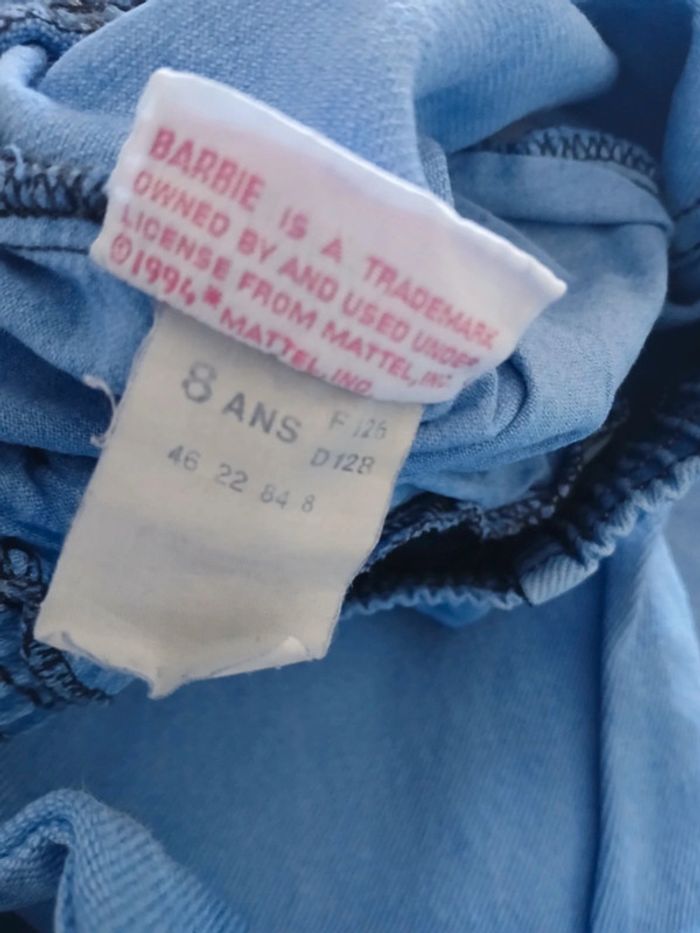 BARBIE IS A TRADEMARK
OWNED BY AND USED UNDER
LICENSE FROM MATTEL, INC.
©1994 MATTEL, INC.
8 ANS F 126
D 128
46 22 84 8